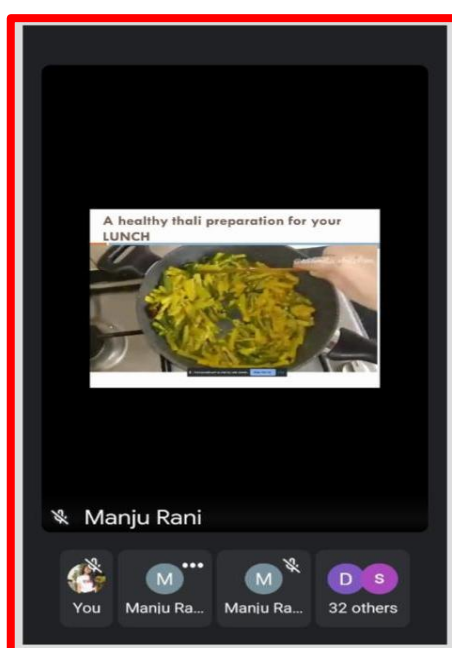 A healthy thali preparation for your
LUNCH
Manju Rani
M
M
D
S
You
Manju Ra...
Manju Ra...
32 others